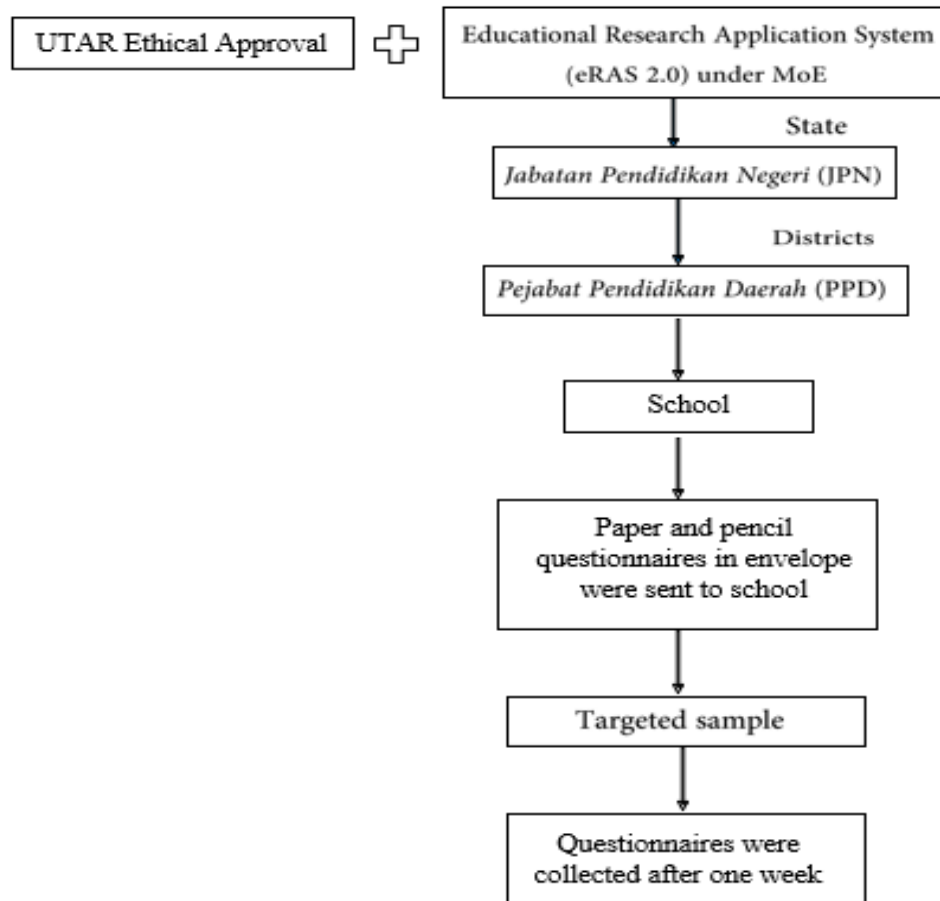 UTAR Ethical Approval
Educational Research Application System
(eRAS 2.0) under MoE
State
Jabatan Pendidikan Negeri (JPN)
Districts
Pejabat Pendidikan Daerah (PPD)
School
Paper and pencil
questionnaires in envelope
were sent to school
Targeted sample
Questionnaires were
collected after one week